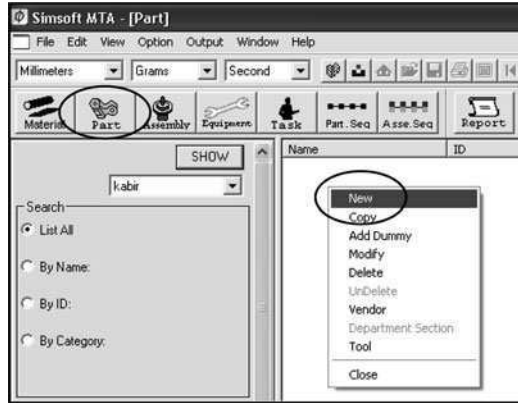 Simsoft MTA - [Part]
File Edit View Option Output Window Help
Millimeters Grams Second
Material Part Assembly Equipment Task Part.Seq Asse.Seq Report
SHOW
kabir
Search
List All
By Name:
By ID:
By Category:
Name ID
New
Copy
Add Dummy
Modify
Delete
UnDelete
Vendor
Department Section
Tool
Close